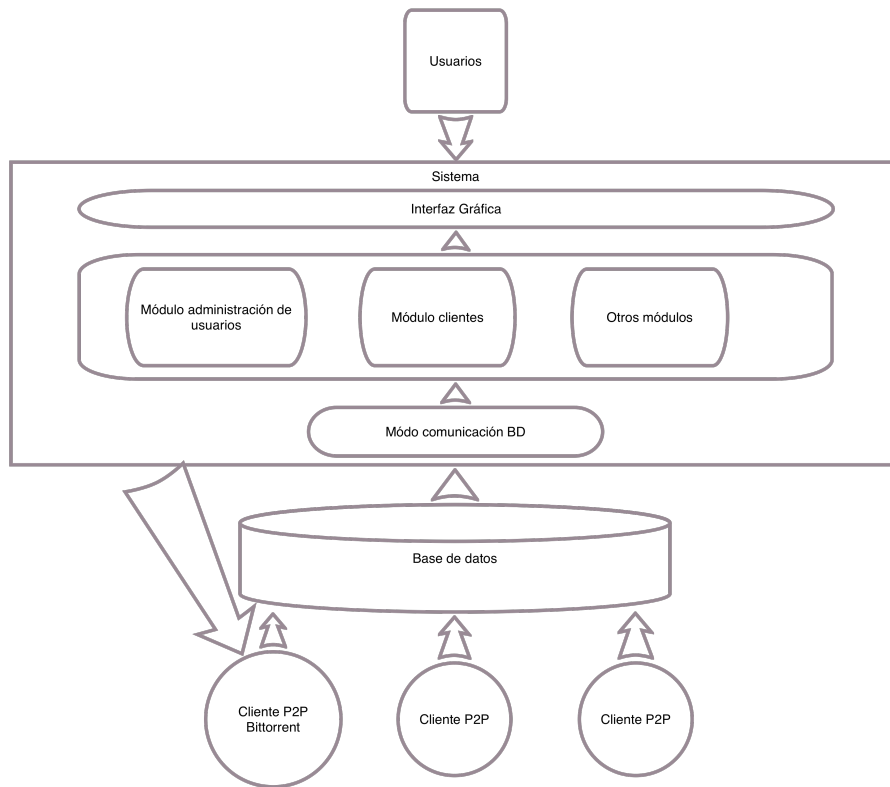 Usuarios
Sistema
Interfaz Gráfica
Módulo administración de
usuarios
Módulo clientes
Otros módulos
Módo comunicación BD
Base de datos
Cliente P2P
Bittorrent
Cliente P2P
Cliente P2P